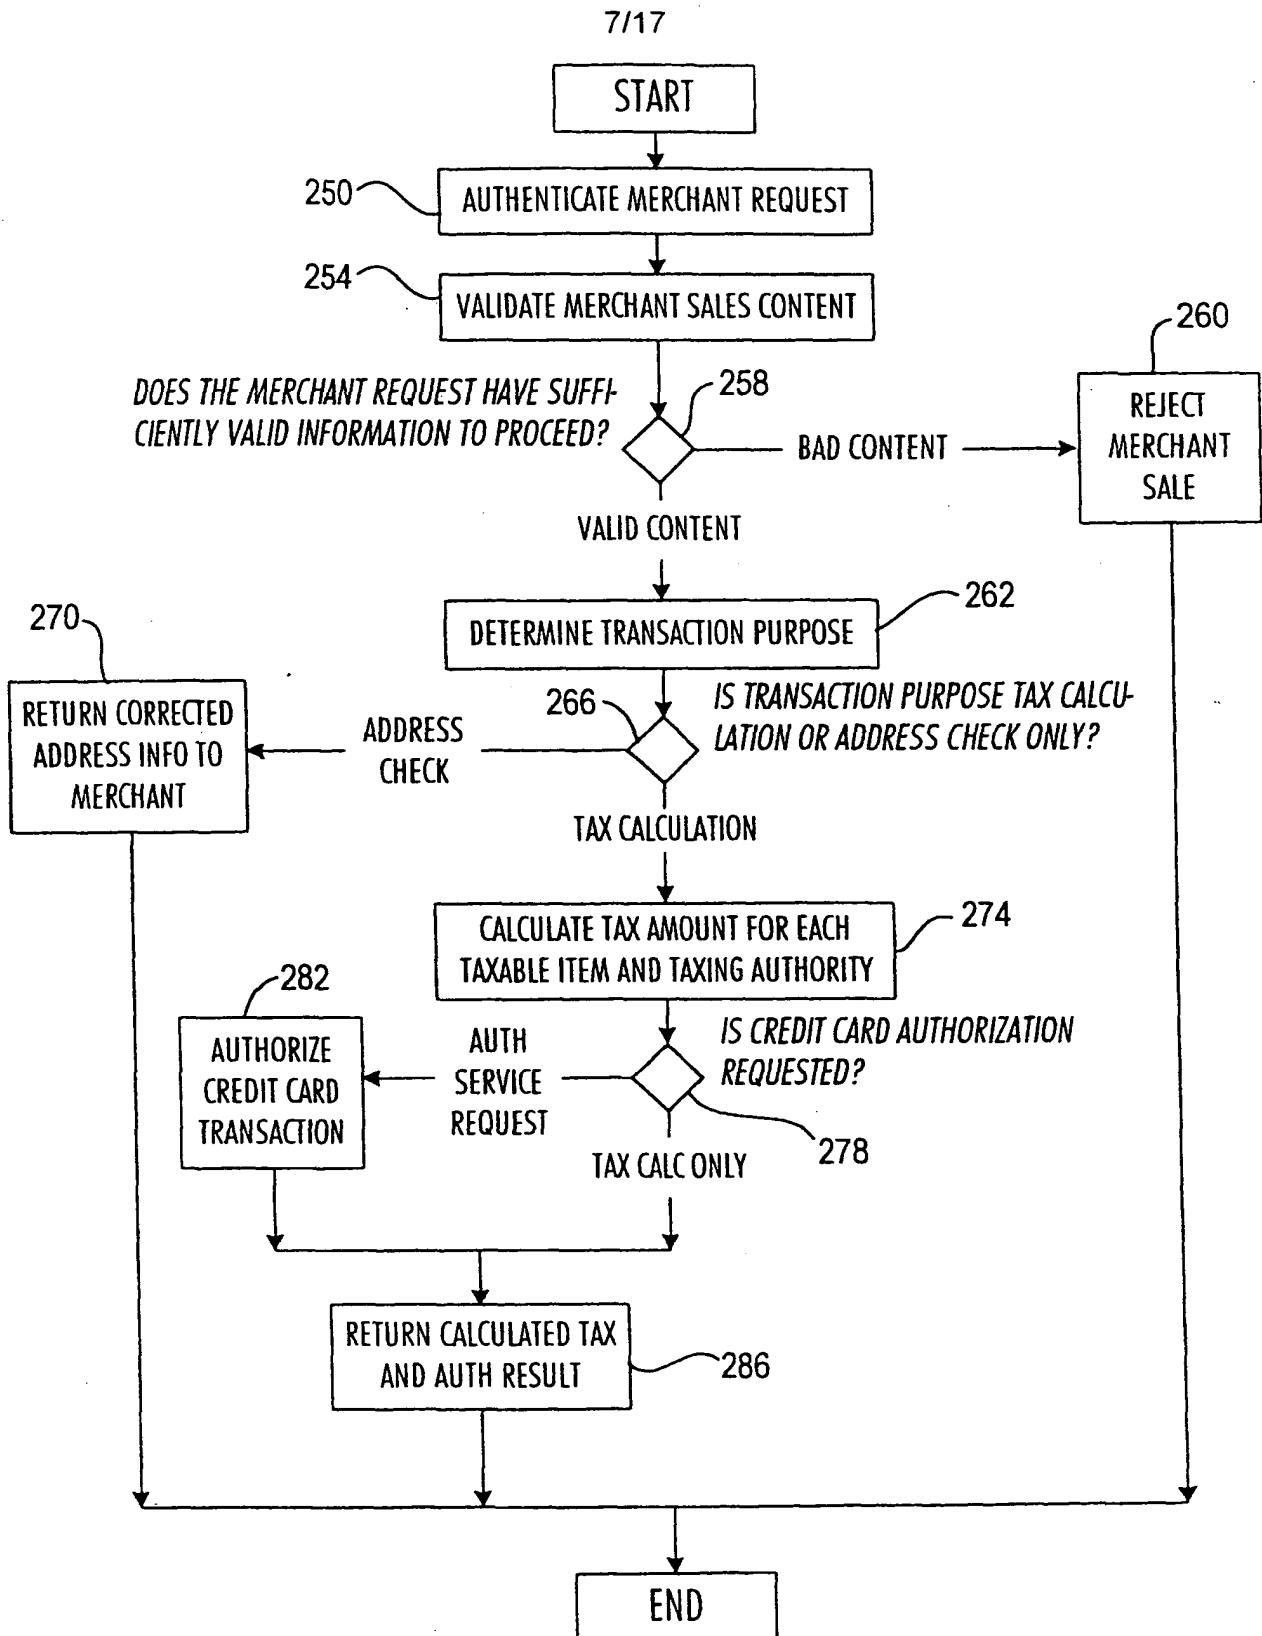 7/17
START
250
AUTHENTICATE MERCHANT REQUEST
254
VALIDATE MERCHANT SALES CONTENT
260
DOES THE MERCHANT REQUEST HAVE SUFFI-
CIENTLY VALID INFORMATION TO PROCEED?
258
BAD CONTENT
REJECT
MERCHANT
SALE
VALID CONTENT
262
DETERMINE TRANSACTION PURPOSE
270
RETURN CORRECTED
ADDRESS INFO TO
MERCHANT
ADDRESS
CHECK
266
IS TRANSACTION PURPOSE TAX CALCU-
LATION OR ADDRESS CHECK ONLY?
TAX CALCULATION
274
CALCULATE TAX AMOUNT FOR EACH
TAXABLE ITEM AND TAXING AUTHORITY
282
AUTHORIZE
CREDIT CARD
TRANSACTION
AUTH
SERVICE
REQUEST
IS CREDIT CARD AUTHORIZATION
REQUESTED?
278
TAX CALC ONLY
RETURN CALCULATED TAX
AND AUTH RESULT
286
END